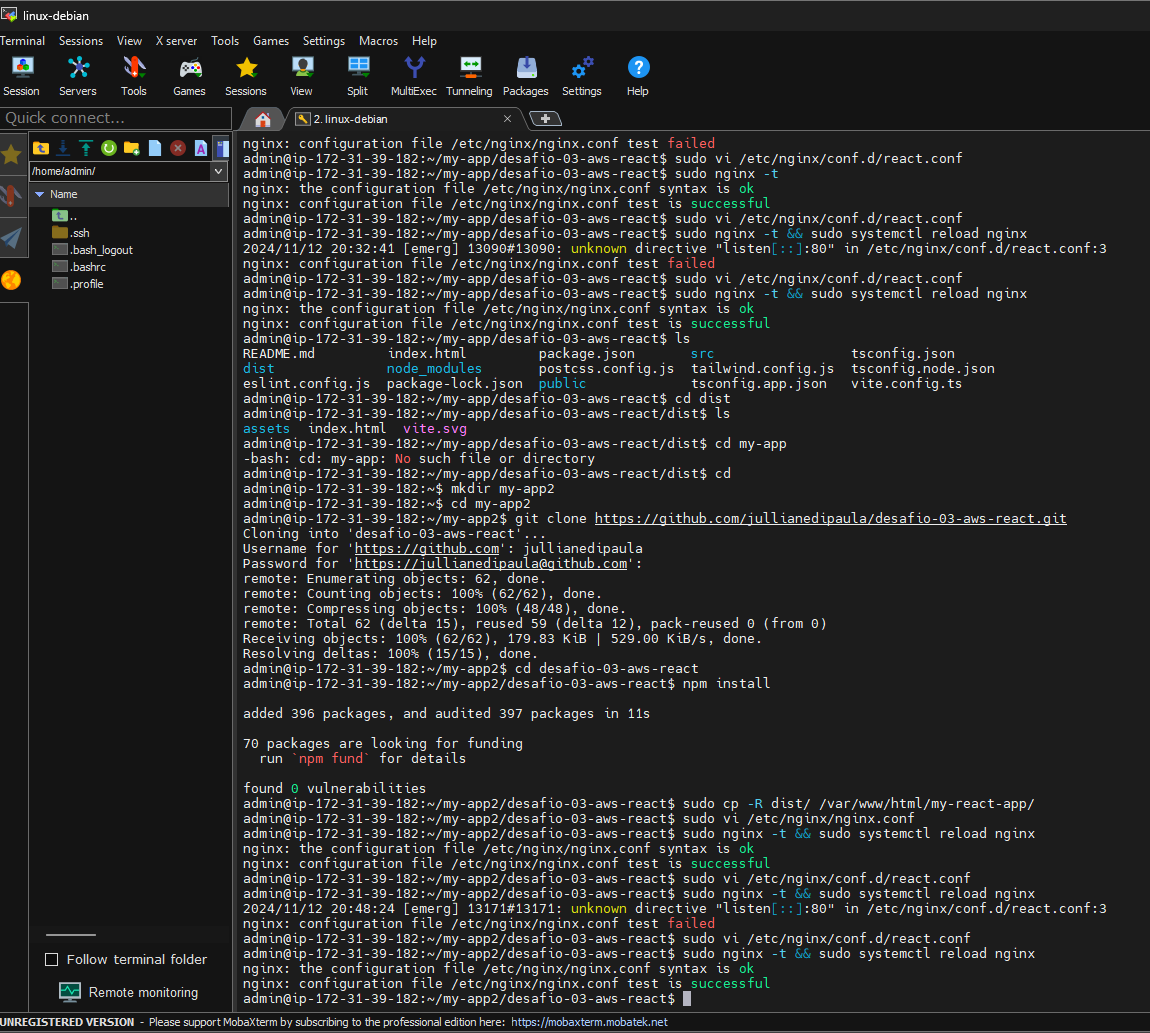 linux-debian
Terminal Sessions View X server Tools Games Settings Macros Help
Session Servers Tools Games Sessions View Split MultiExec Tunneling Packages Settings Help
Quick connect...
2. linux-debian
/home/admin/
Name
..
.ssh
.bash_logout
.bashrc
.profile
nginx: configuration file /etc/nginx/nginx.conf test failed
admin@ip-172-31-39-182:~/my-app/desafio-03-aws-react$ sudo vi /etc/nginx/conf.d/react.conf
admin@ip-172-31-39-182:~/my-app/desafio-03-aws-react$ sudo nginx -t
nginx: the configuration file /etc/nginx/nginx.conf syntax is ok
nginx: configuration file /etc/nginx/nginx.conf test is successful
admin@ip-172-31-39-182:~/my-app/desafio-03-aws-react$ sudo vi /etc/nginx/conf.d/react.conf
admin@ip-172-31-39-182:~/my-app/desafio-03-aws-react$ sudo nginx -t && sudo systemctl reload nginx
2024/11/12 20:32:41 [emerg] 13090#13090: unknown directive "listen[::]:80" in /etc/nginx/conf.d/react.conf:3
nginx: configuration file /etc/nginx/nginx.conf test failed
admin@ip-172-31-39-182:~/my-app/desafio-03-aws-react$ sudo vi /etc/nginx/conf.d/react.conf
admin@ip-172-31-39-182:~/my-app/desafio-03-aws-react$ sudo nginx -t && sudo systemctl reload nginx
nginx: the configuration file /etc/nginx/nginx.conf syntax is ok
nginx: configuration file /etc/nginx/nginx.conf test is successful
admin@ip-172-31-39-182:~/my-app/desafio-03-aws-react$ ls
README.md index.html package.json src tsconfig.json
dist node_modules postcss.config.js tailwind.config.js tsconfig.node.json
eslint.config.js package-lock.json public tsconfig.app.json vite.config.ts
admin@ip-172-31-39-182:~/my-app/desafio-03-aws-react$ cd dist
admin@ip-172-31-39-182:~/my-app/desafio-03-aws-react/dist$ ls
assets index.html vite.svg
admin@ip-172-31-39-182:~/my-app/desafio-03-aws-react/dist$ cd my-app
-bash: cd: my-app: No such file or directory
admin@ip-172-31-39-182:~/my-app/desafio-03-aws-react/dist$ cd
admin@ip-172-31-39-182:~$ mkdir my-app2
admin@ip-172-31-39-182:~$ cd my-app2
admin@ip-172-31-39-182:~/my-app2$ git clone https://github.com/jullianedipaula/desafio-03-aws-react.git
Cloning into 'desafio-03-aws-react'...
Username for 'https://github.com': jullianedipaula
Password for 'https://jullianedipaula@github.com':
remote: Enumerating objects: 62, done.
remote: Counting objects: 100% (62/62), done.
remote: Compressing objects: 100% (48/48), done.
remote: Total 62 (delta 15), reused 59 (delta 12), pack-reused 0 (from 0)
Receiving objects: 100% (62/62), 179.83 KiB | 529.00 KiB/s, done.
Resolving deltas: 100% (15/15), done.
admin@ip-172-31-39-182:~/my-app2$ cd desafio-03-aws-react
admin@ip-172-31-39-182:~/my-app2/desafio-03-aws-react$ npm install
added 396 packages, and audited 397 packages in 11s
70 packages are looking for funding
run `npm fund` for details
found 0 vulnerabilities
admin@ip-172-31-39-182:~/my-app2/desafio-03-aws-react$ sudo cp -R dist/ /var/www/html/my-react-app/
admin@ip-172-31-39-182:~/my-app2/desafio-03-aws-react$ sudo vi /etc/nginx/nginx.conf
admin@ip-172-31-39-182:~/my-app2/desafio-03-aws-react$ sudo nginx -t && sudo systemctl reload nginx
nginx: the configuration file /etc/nginx/nginx.conf syntax is ok
nginx: configuration file /etc/nginx/nginx.conf test is successful
admin@ip-172-31-39-182:~/my-app2/desafio-03-aws-react$ sudo vi /etc/nginx/conf.d/react.conf
admin@ip-172-31-39-182:~/my-app2/desafio-03-aws-react$ sudo nginx -t && sudo systemctl reload nginx
2024/11/12 20:48:24 [emerg] 13171#13171: unknown directive "listen[::]:80" in /etc/nginx/conf.d/react.conf:3
nginx: configuration file /etc/nginx/nginx.conf test failed
admin@ip-172-31-39-182:~/my-app2/desafio-03-aws-react$ sudo vi /etc/nginx/conf.d/react.conf
admin@ip-172-31-39-182:~/my-app2/desafio-03-aws-react$ sudo nginx -t && sudo systemctl reload nginx
nginx: the configuration file /etc/nginx/nginx.conf syntax is ok
nginx: configuration file /etc/nginx/nginx.conf test is successful
admin@ip-172-31-39-182:~/my-app2/desafio-03-aws-react$
Follow terminal folder
Remote monitoring
UNREGISTERED VERSION - Please support MobaXterm by subscribing to the professional edition here: https://mobaxterm.mobatek.net